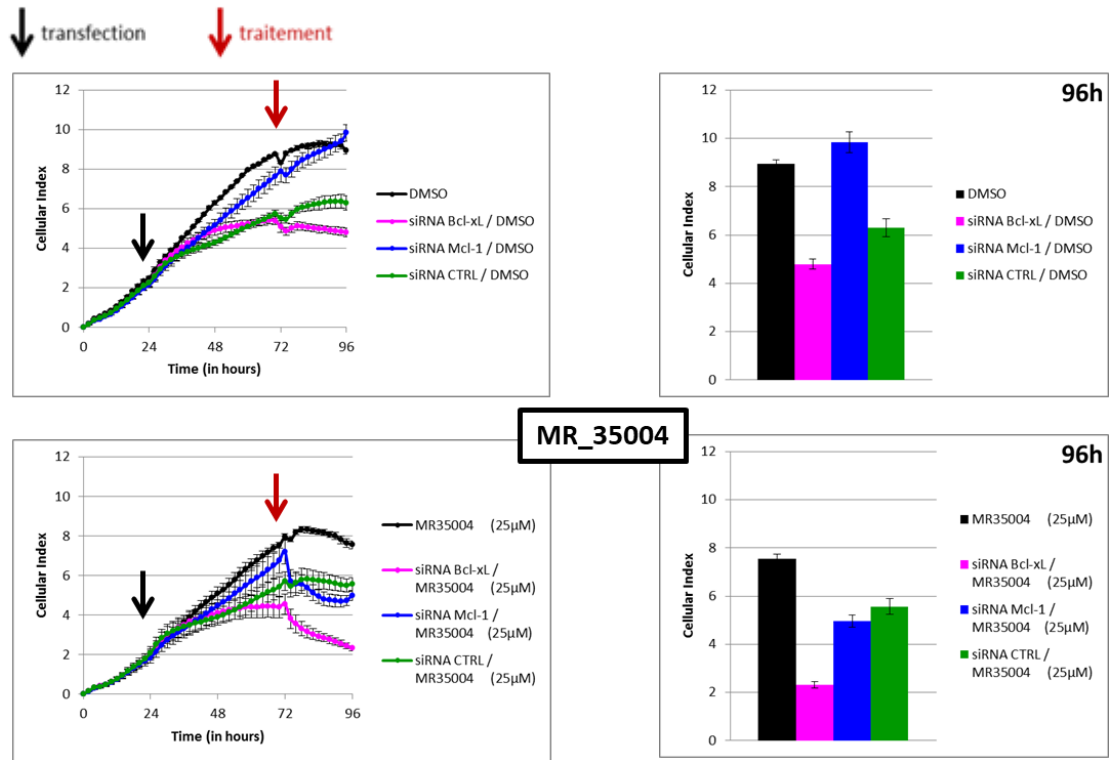 transfection
traitement
12
10
8
6
4
2
0
Cellular Index
0 24 48 72 96
Time (in hours)
DMSO
siRNA Bcl-xL / DMSO
siRNA Mcl-1 / DMSO
siRNA CTRL / DMSO
96h
12
10
8
6
4
2
0
Cellular Index
DMSO
siRNA Bcl-xL / DMSO
siRNA Mcl-1 / DMSO
siRNA CTRL / DMSO
MR_35004
12
10
8
6
4
2
0
Cellular Index
0 24 48 72 96
Time (in hours)
MR35004 (25µM)
siRNA Bcl-xL /
MR35004 (25µM)
siRNA Mcl-1 /
MR35004 (25µM)
siRNA CTRL /
MR35004 (25µM)
96h
12
10
8
6
4
2
0
Cellular Index
MR35004 (25µM)
siRNA Bcl-xL /
MR35004 (25µM)
siRNA Mcl-1 /
MR35004 (25µM)
siRNA CTRL /
MR35004 (25µM)